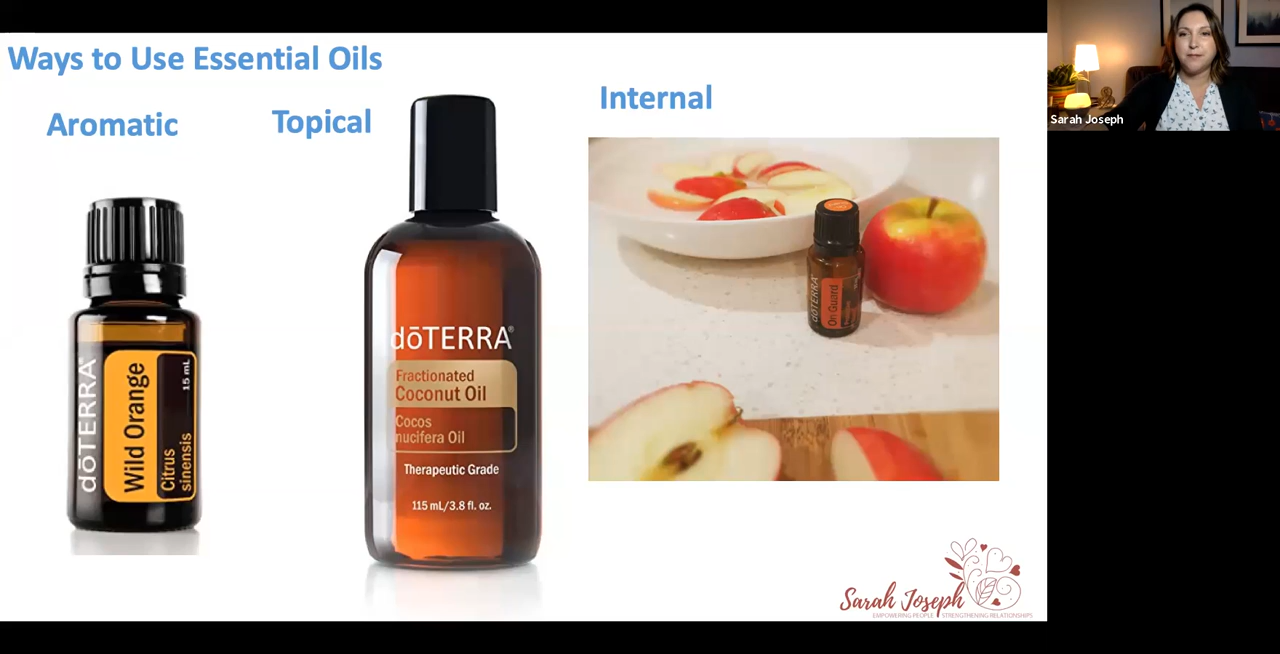 Ways to Use Essential Oils
Aromatic
Topical
Internal
dōTERRA
Wild Orange
15 mL
Citrus
sinensis
dōTERRA®
Fractionated
Coconut Oil
Cocos
nucifera Oil
Therapeutic Grade
115 mL/3.8 fl. oz.
dōTERRA
On Guard
Sarah Joseph
EMPOWERING PEOPLE STRENGTHENING RELATIONSHIPS
Sarah Joseph